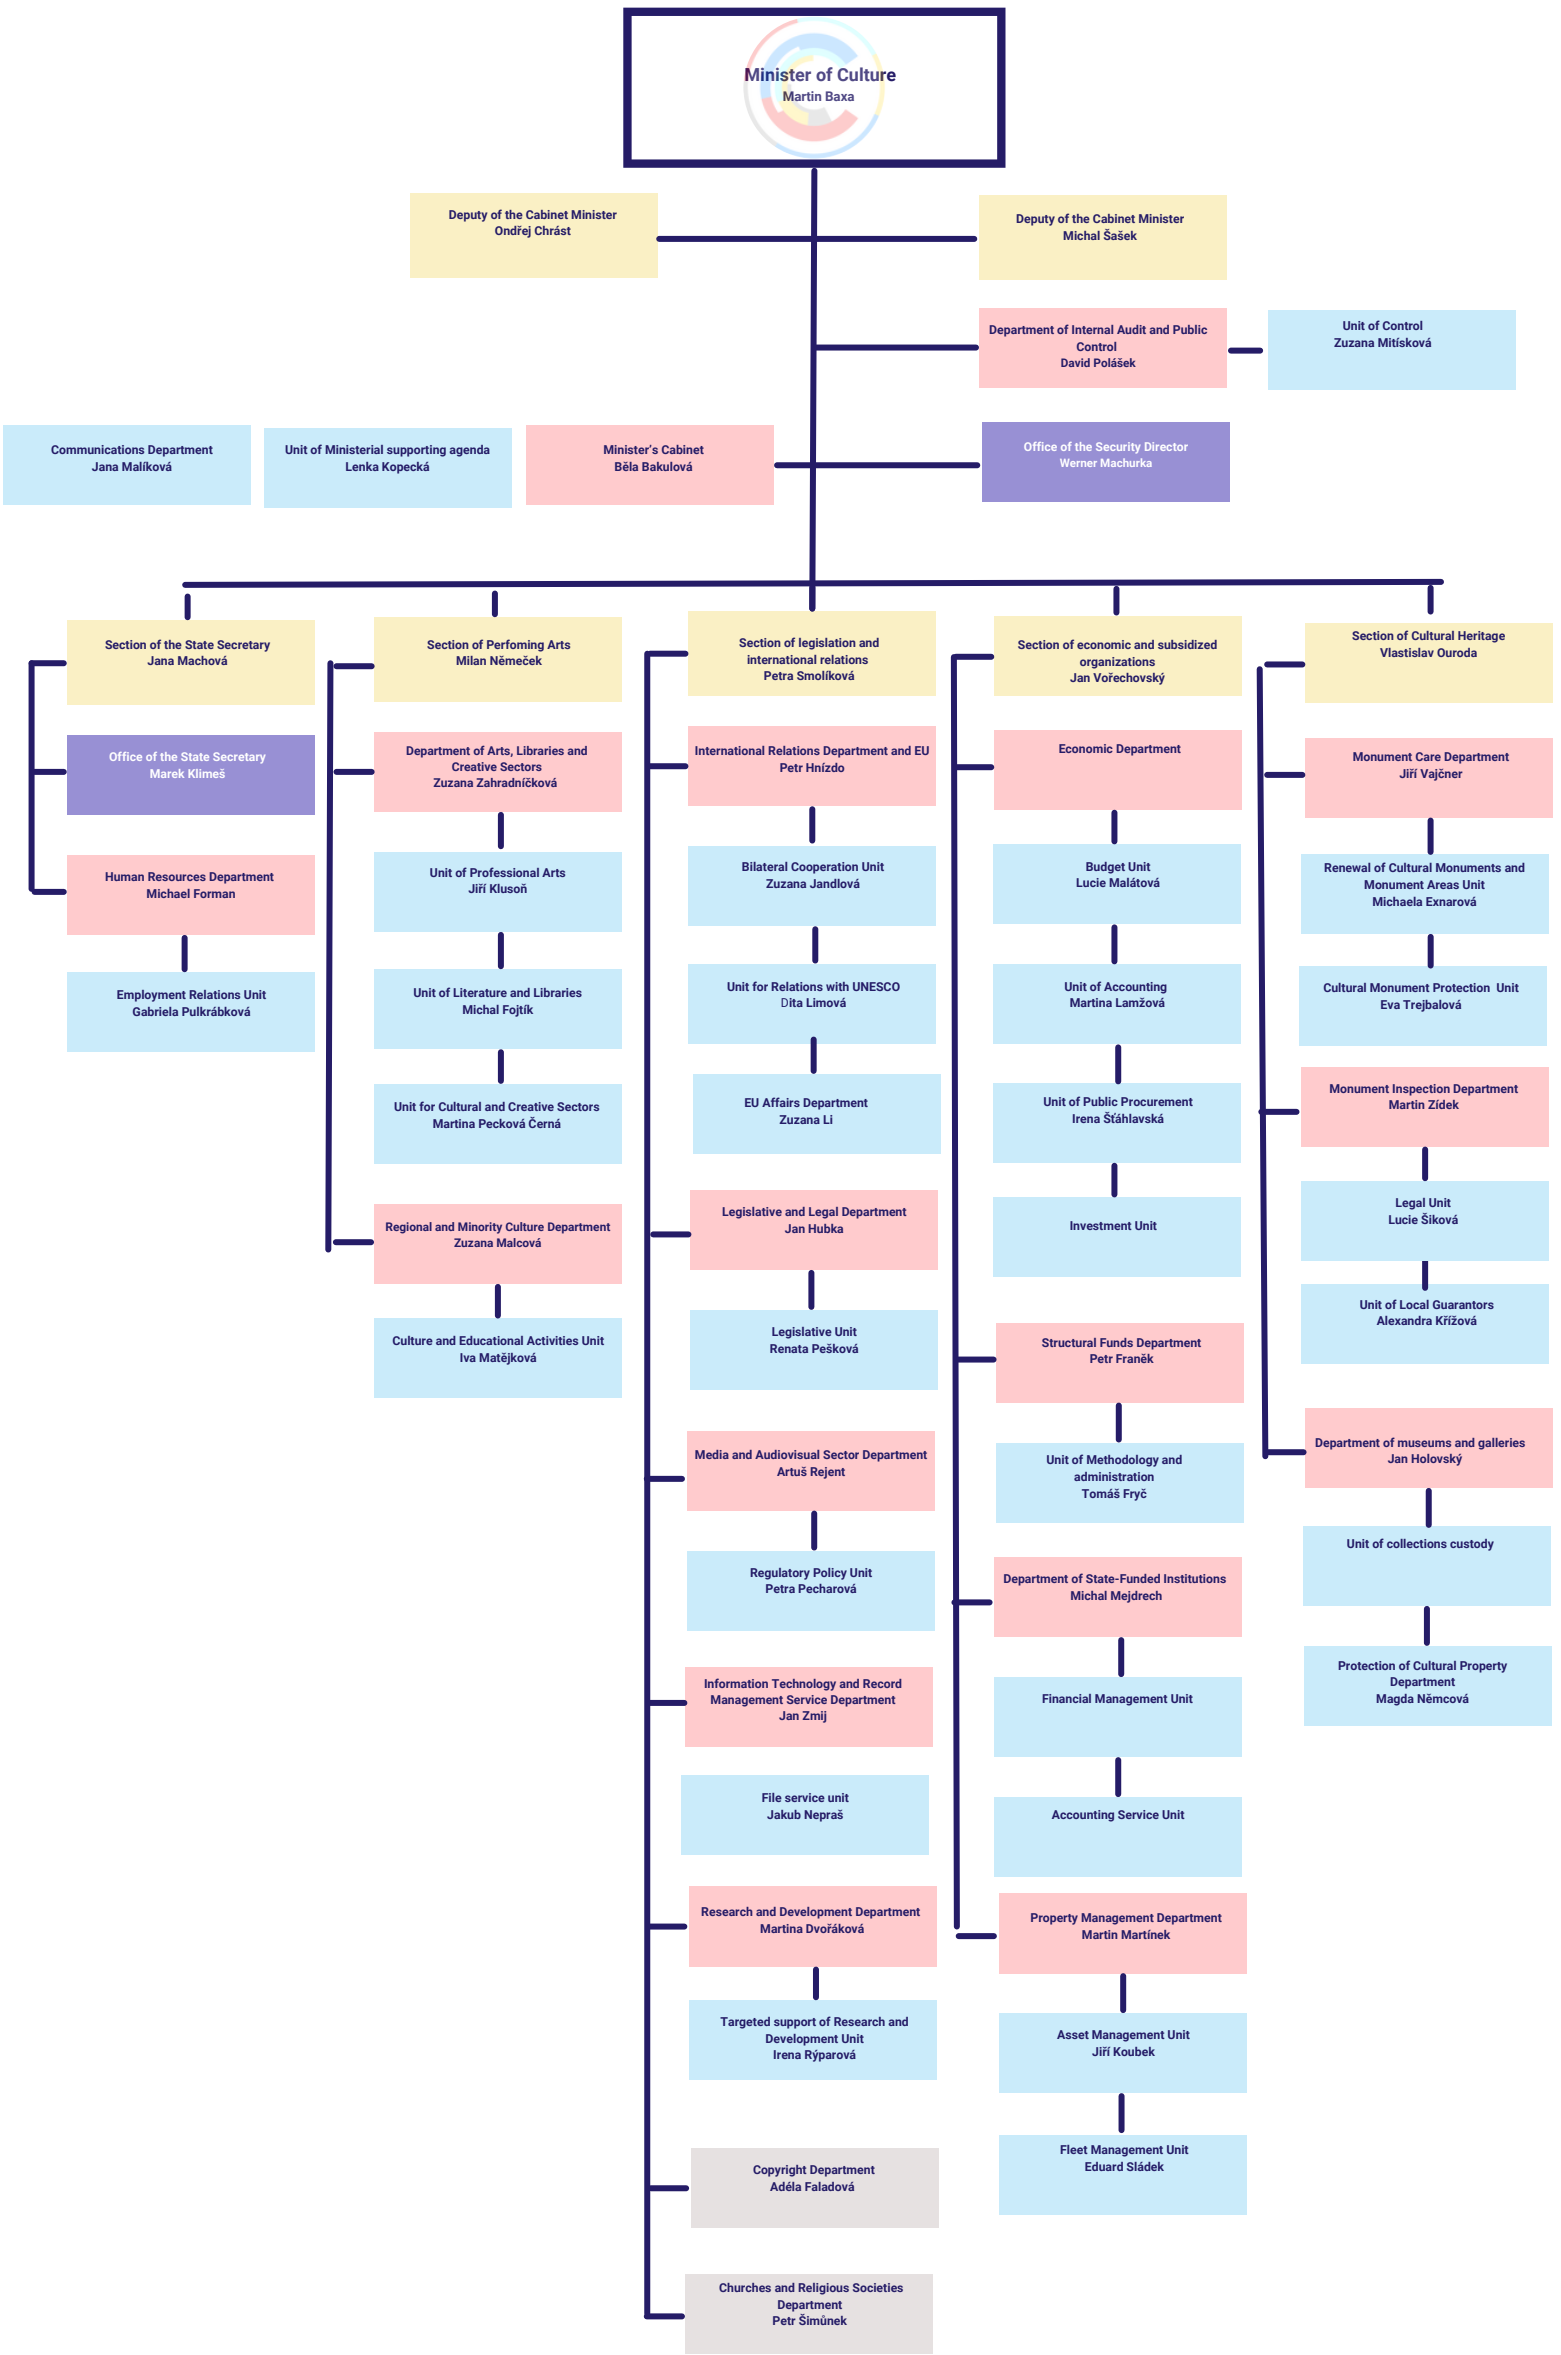 Minister of Culture
Martin Baxa
Deputy of the Cabinet Minister
Ondřej Chrást
Deputy of the Cabinet Minister
Michal Šašek
Department of Internal Audit and Public
Control
David Polášek
Unit of Control
Zuzana Mitísková
Communications Department
Jana Malíková
Unit of Ministerial supporting agenda
Lenka Kopecká
Minister's Cabinet
Běla Bakulová
Office of the Security Director
Werner Machurka
Section of the State Secretary
Jana Machová
Office of the State Secretary
Marek Klimeš
Human Resources Department
Michael Forman
Employment Relations Unit
Gabriela Pulkrábková
Section of Perfoming Arts
Milan Němeček
Department of Arts, Libraries and
Creative Sectors
Zuzana Zahradníčková
Unit of Professional Arts
Jiří Klusoň
Unit of Literature and Libraries
Michal Fojtík
Unit for Cultural and Creative Sectors
Martina Pecková Černá
Regional and Minority Culture Department
Zuzana Malcová
Culture and Educational Activities Unit
Iva Matějková
Section of legislation and
international relations
Petra Smolíková
International Relations Department and EU
Petr Hnízdo
Bilateral Cooperation Unit
Zuzana Jandlová
Unit for Relations with UNESCO
Dita Limová
EU Affairs Department
Zuzana Li
Legislative and Legal Department
Jan Hubka
Legislative Unit
Renata Pešková
Media and Audiovisual Sector Department
Artuš Rejent
Regulatory Policy Unit
Petra Pecharová
Information Technology and Record
Management Service Department
Jan Zmij
File service unit
Jakub Nepraš
Research and Development Department
Martina Dvořáková
Targeted support of Research and
Development Unit
Irena Rýparová
Copyright Department
Adéla Faladová
Churches and Religious Societies
Department
Petr Šimůnek
Section of economic and subsidized
organizations
Jan Vořechovský
Economic Department
Budget Unit
Lucie Malátová
Unit of Accounting
Martina Lamžová
Unit of Public Procurement
Irena Šťáhlavská
Investment Unit
Structural Funds Department
Petr Franěk
Unit of Methodology and
administration
Tomáš Fryč
Department of State-Funded Institutions
Michal Mejdrech
Financial Management Unit
Accounting Service Unit
Property Management Department
Martin Martínek
Asset Management Unit
Jiří Koubek
Fleet Management Unit
Eduard Sládek
Section of Cultural Heritage
Vlastislav Ouroda
Monument Care Department
Jiří Vajčner
Renewal of Cultural Monuments and
Monument Areas Unit
Michaela Exnarová
Cultural Monument Protection Unit
Eva Trejbalová
Monument Inspection Department
Martin Zídek
Legal Unit
Lucie Šiková
Unit of Local Guarantors
Alexandra Křížová
Department of museums and galleries
Jan Holovský
Unit of collections custody
Protection of Cultural Property
Department
Magda Němcová